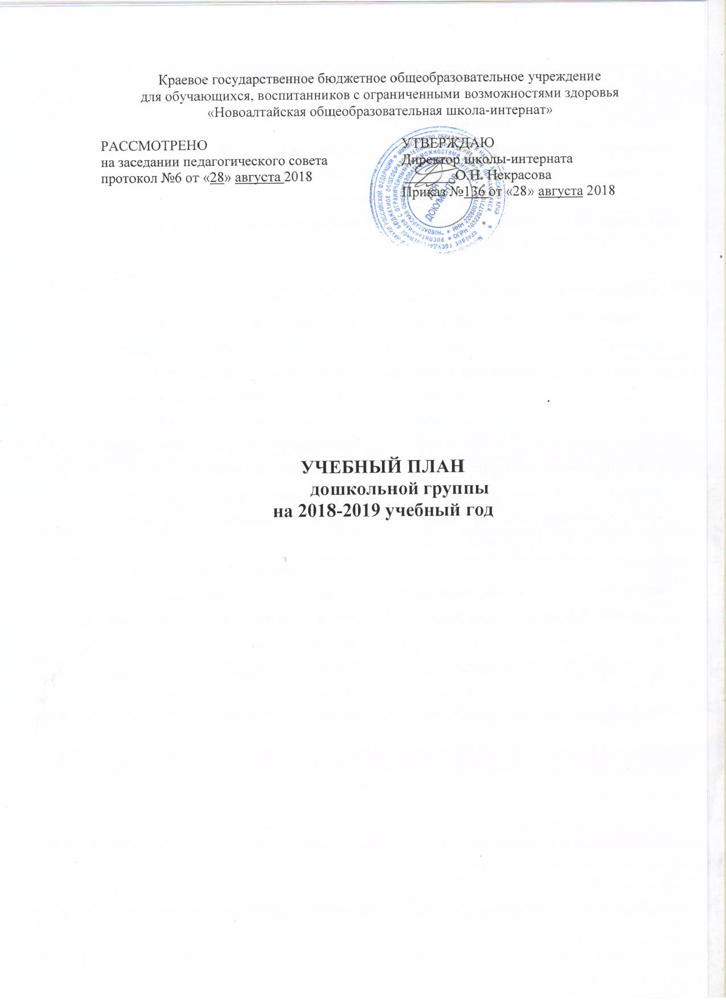 Краевое государственное бюджетное общеобразовательное учреждение
для обучающихся, воспитанников с ограниченными возможностями здоровья
«Новоалтайская общеобразовательная школа-интернат»
РАССМОТРЕНО
на заседании педагогического совета
протокол №6 от «28» августа 2018
УТВЕРЖДАЮ
Директор школы-интерната
О.Н. Некрасова
Приказ №136 от «28» августа 2018
ДЛЯ
ДОКУМЕНТОВ
УЧЕБНЫЙ ПЛАН
дошкольной группы
на 2018-2019 учебный год